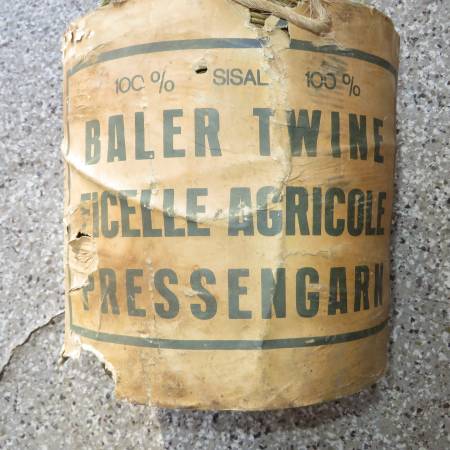 100 % SISAL 100 %
BALER TWINE
FICELLE AGRICOLE
PRESSENGARN